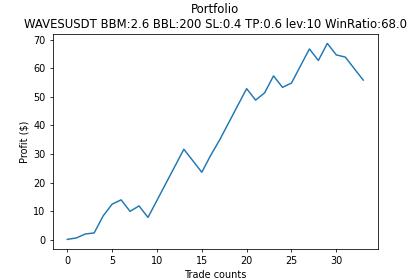 Portfolio
WAVESUSDT BBM:2.6 BBL:200 SL:0.4 TP:0.6 lev:10 WinRatio:68.0
70
60
50
40
30
20
10
0
Profit ($)
0 5 10 15 20 25 30
Trade counts